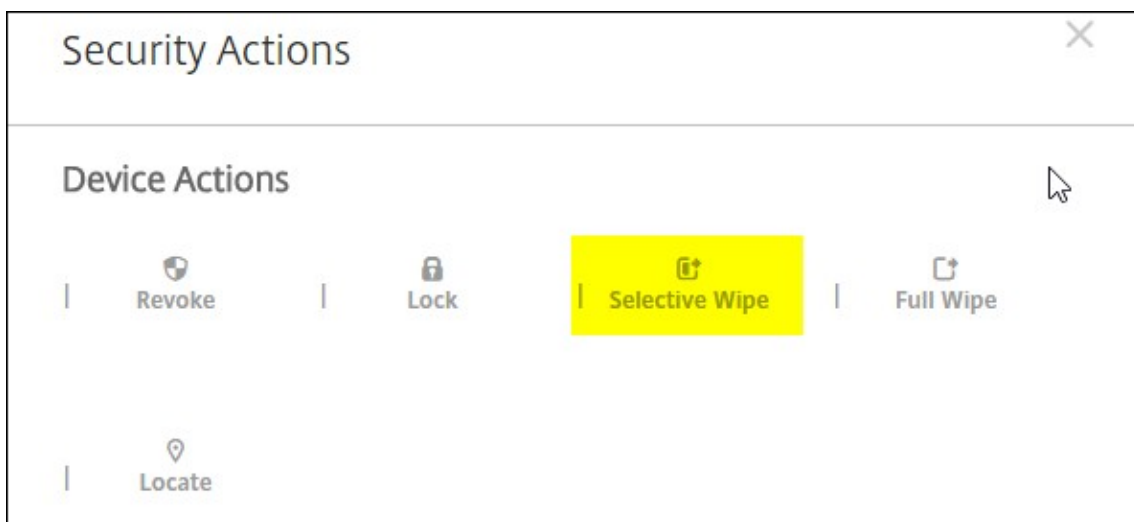 Security Actions
Device Actions
Revoke
Lock
Selective Wipe
Full Wipe
Locate